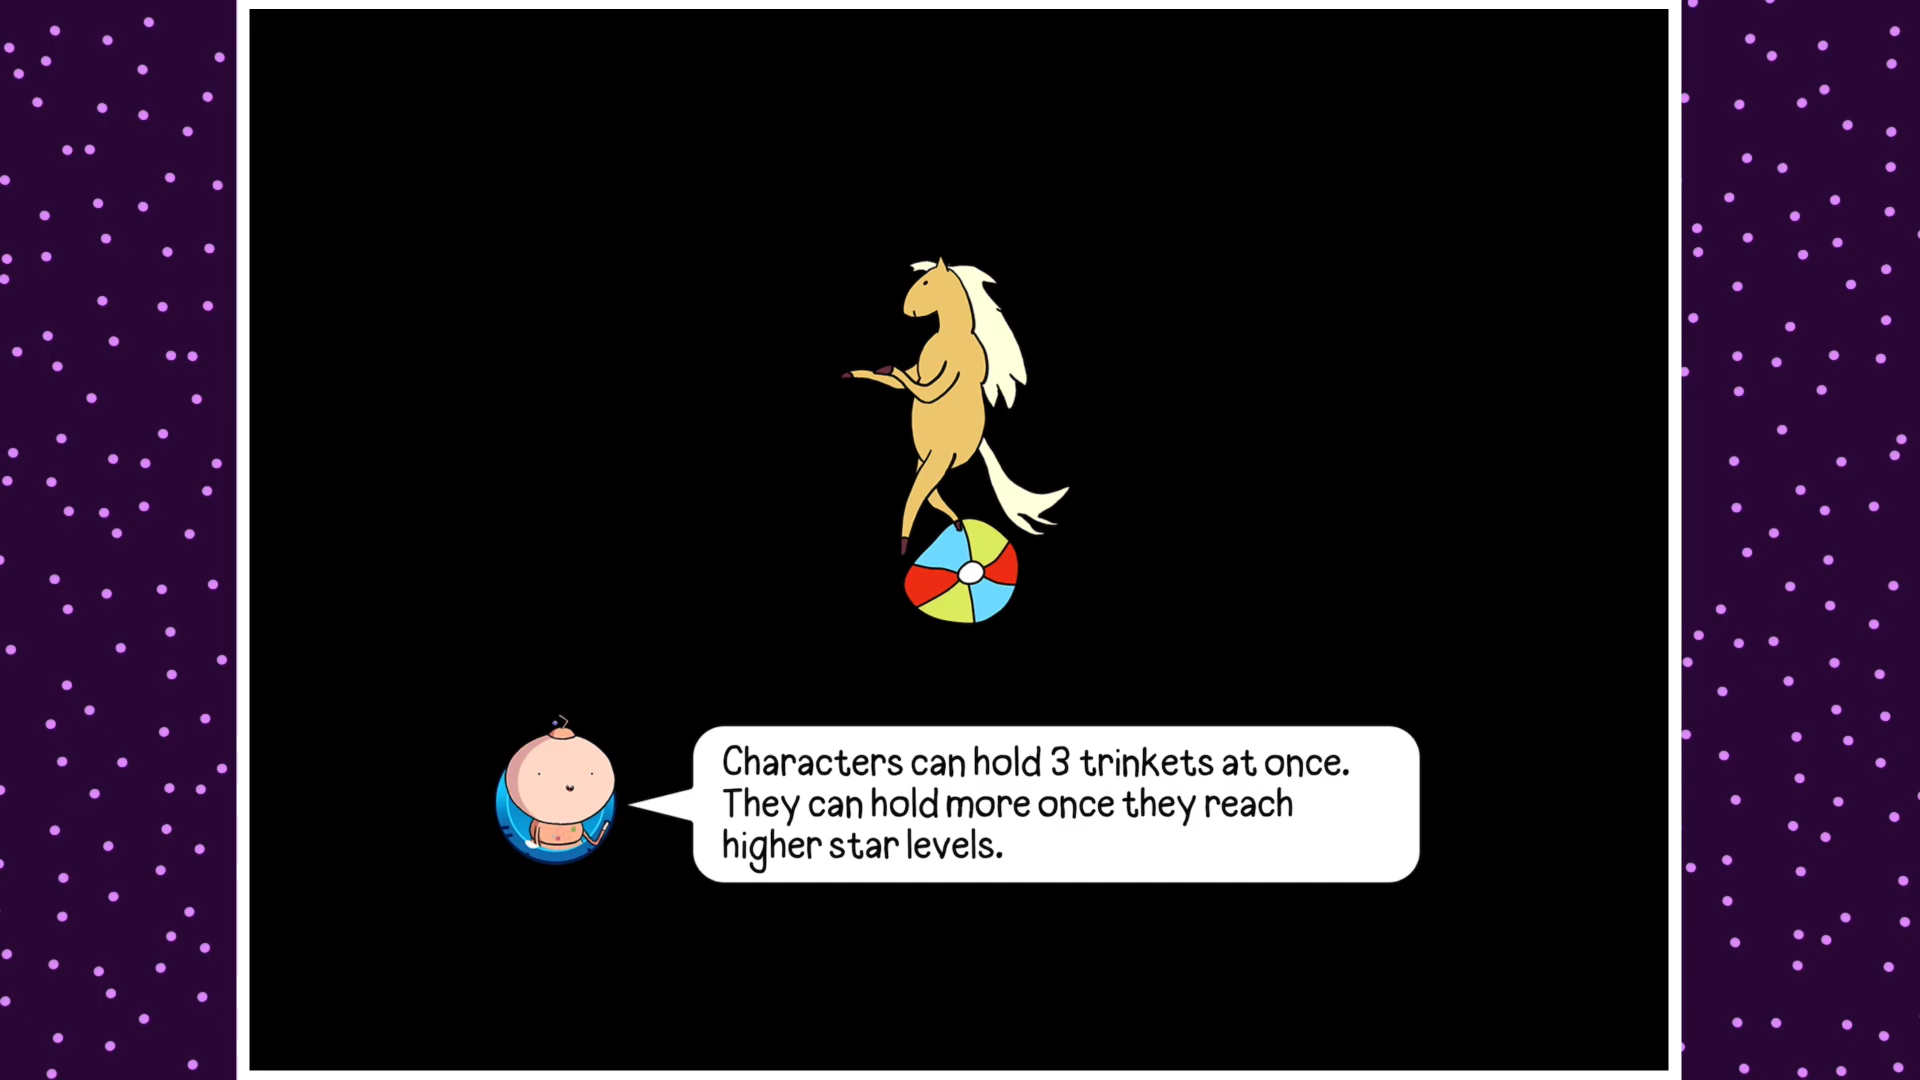 Characters can hold 3 trinkets at once.
They can hold more once they reach
higher star levels.